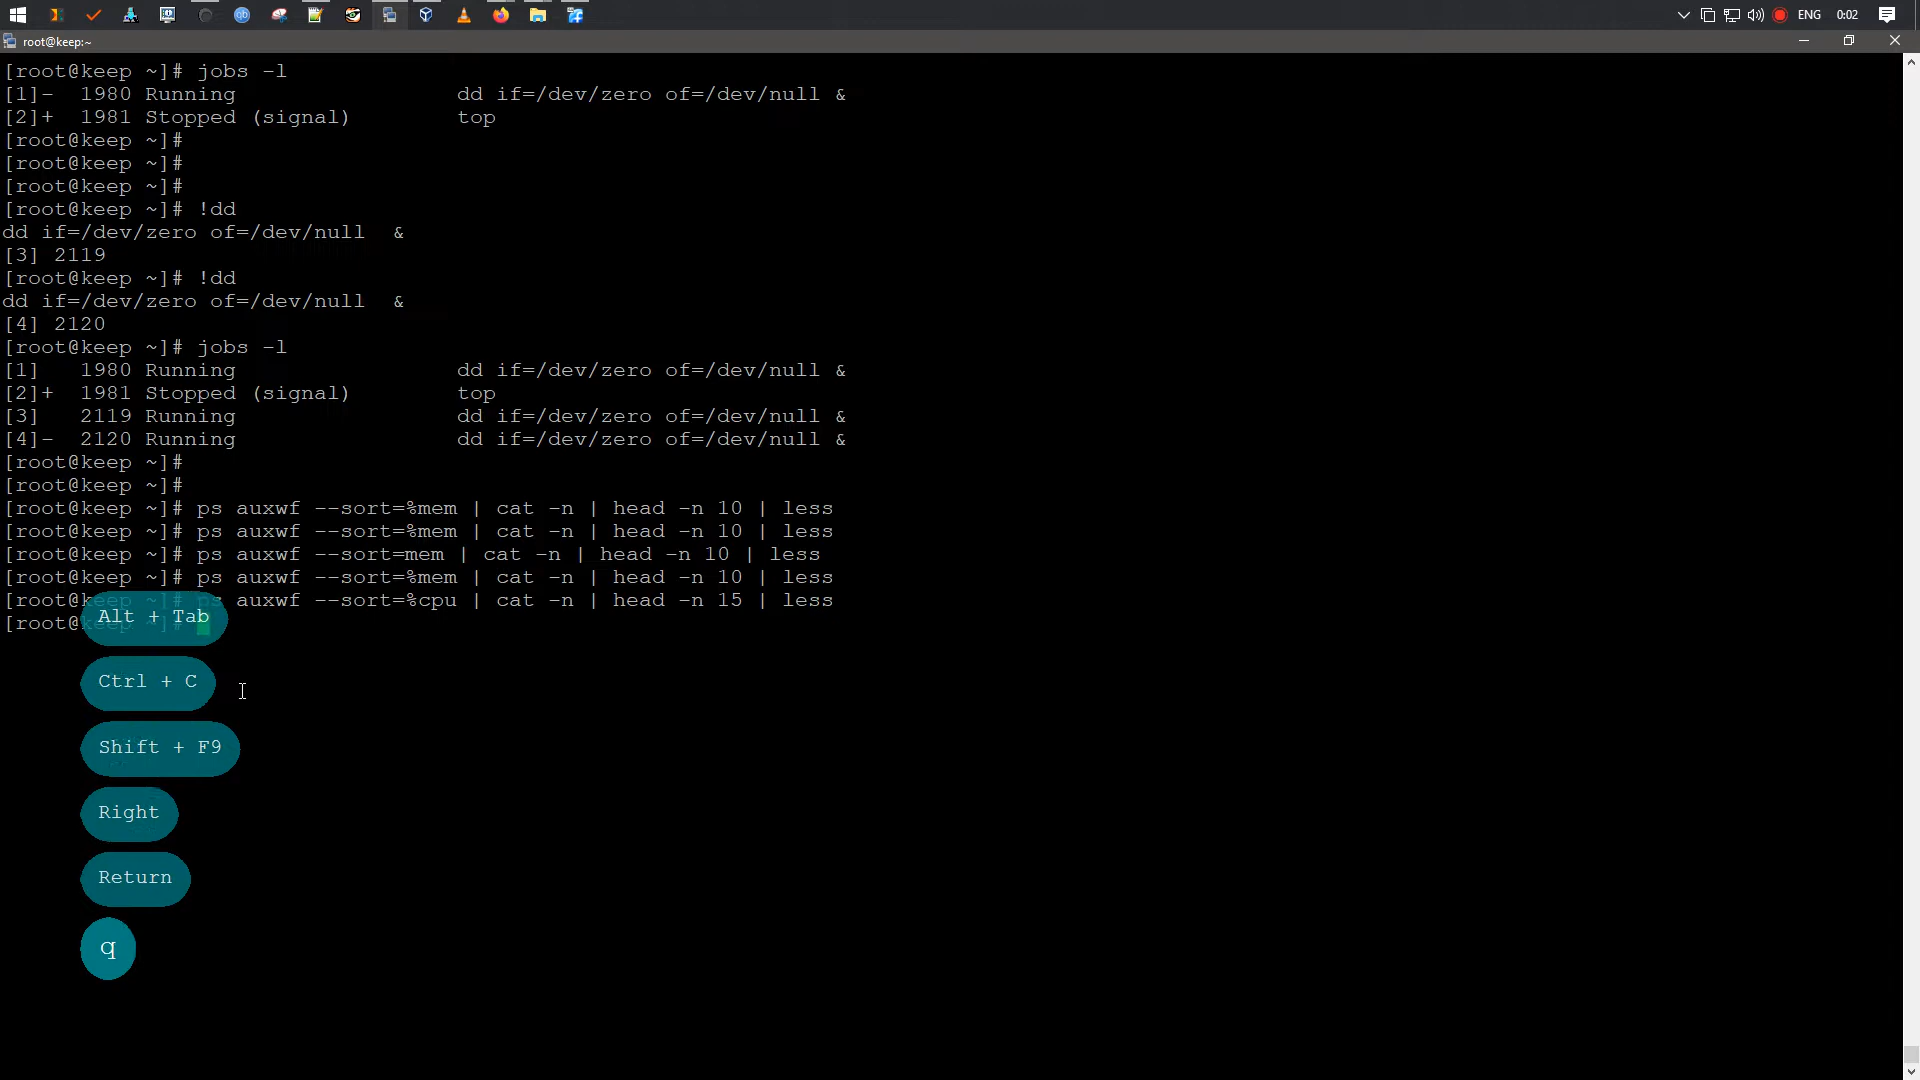 ENG 0:02
root@keep:~
[root@keep ~]# jobs -l
[1]-  1980 Running                 dd if=/dev/zero of=/dev/null &
[2]+  1981 Stopped (signal)        top
[root@keep ~]#
[root@keep ~]#
[root@keep ~]#
[root@keep ~]# !dd
dd if=/dev/zero of=/dev/null  &
[3] 2119
[root@keep ~]# !dd
dd if=/dev/zero of=/dev/null  &
[4] 2120
[root@keep ~]# jobs -l
[1]   1980 Running                 dd if=/dev/zero of=/dev/null &
[2]+  1981 Stopped (signal)        top
[3]   2119 Running                 dd if=/dev/zero of=/dev/null &
[4]-  2120 Running                 dd if=/dev/zero of=/dev/null &
[root@keep ~]#
[root@keep ~]#
[root@keep ~]# ps auxwf --sort=%mem | cat -n | head -n 10 | less
[root@keep ~]# ps auxwf --sort=%mem | cat -n | head -n 10 | less
[root@keep ~]# ps auxwf --sort=mem | cat -n | head -n 10 | less
[root@keep ~]# ps auxwf --sort=%mem | cat -n | head -n 10 | less
[root@keep ~]# ps auxwf --sort=%cpu | cat -n | head -n 15 | less
[root@keep ~]#
Alt + Tab
Ctrl + C
Shift + F9
Right
Return
q